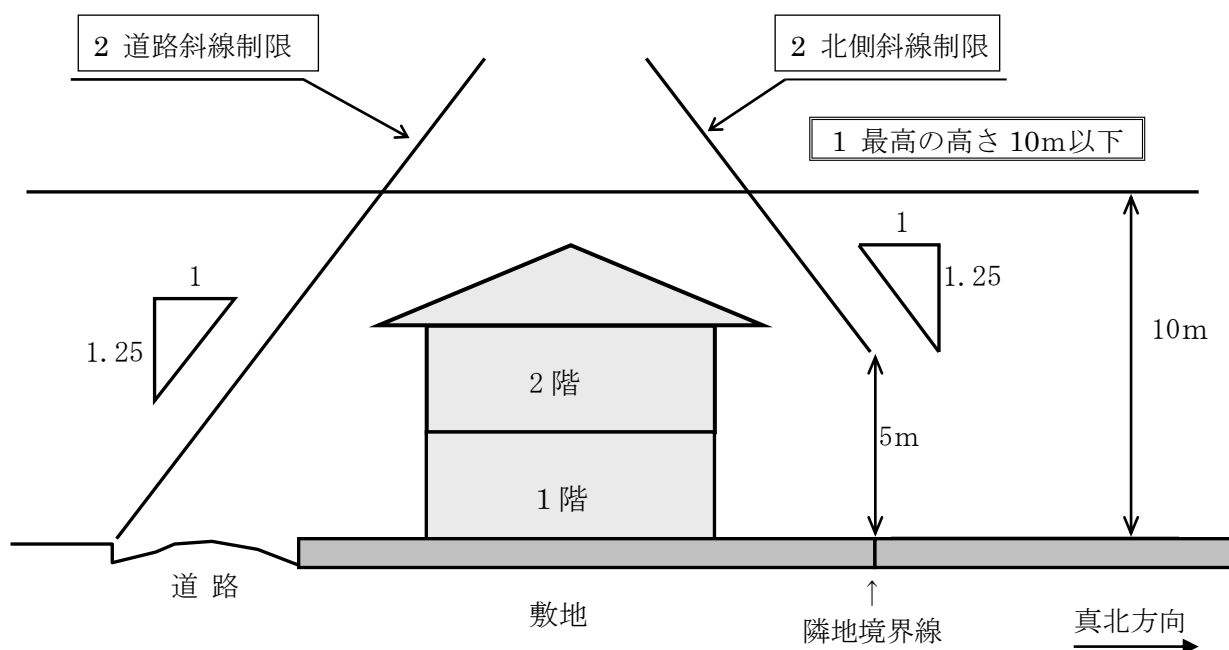 2 道路斜線制限
2 北側斜線制限
1 最高の高さ 10m以下
1
1.25
1
1.25
10m
2階
5m
1階
道 路
敷地
↑
隣地境界線
真北方向